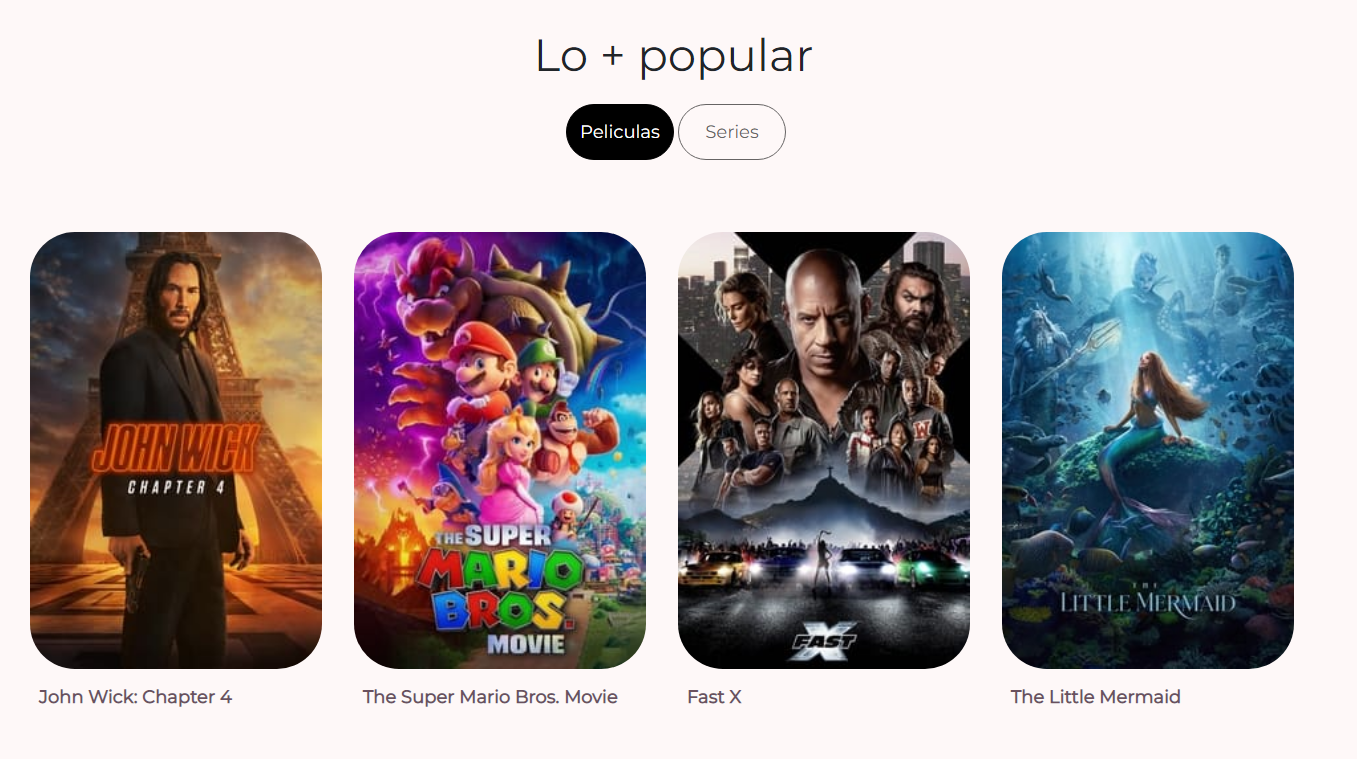 Lo + popular
Peliculas Series
JOHN WICK
CHAPTER 4
THE SUPER
MARIO
BROS.
MOVIE
FAST X
THE
LITTLE MERMAID
W
John Wick: Chapter 4
The Super Mario Bros. Movie
Fast X
The Little Mermaid